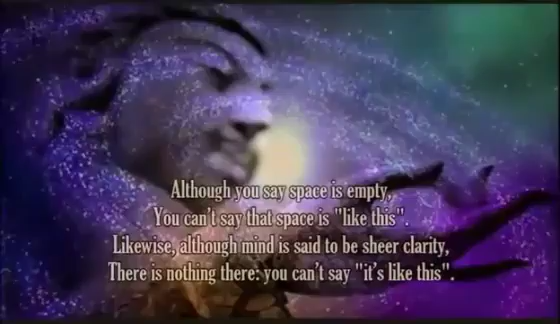 Although you say space is empty,
You can't say that space is "like this".
Likewise, although mind is said to be sheer clarity,
There is nothing there: you can't say "it's like this".